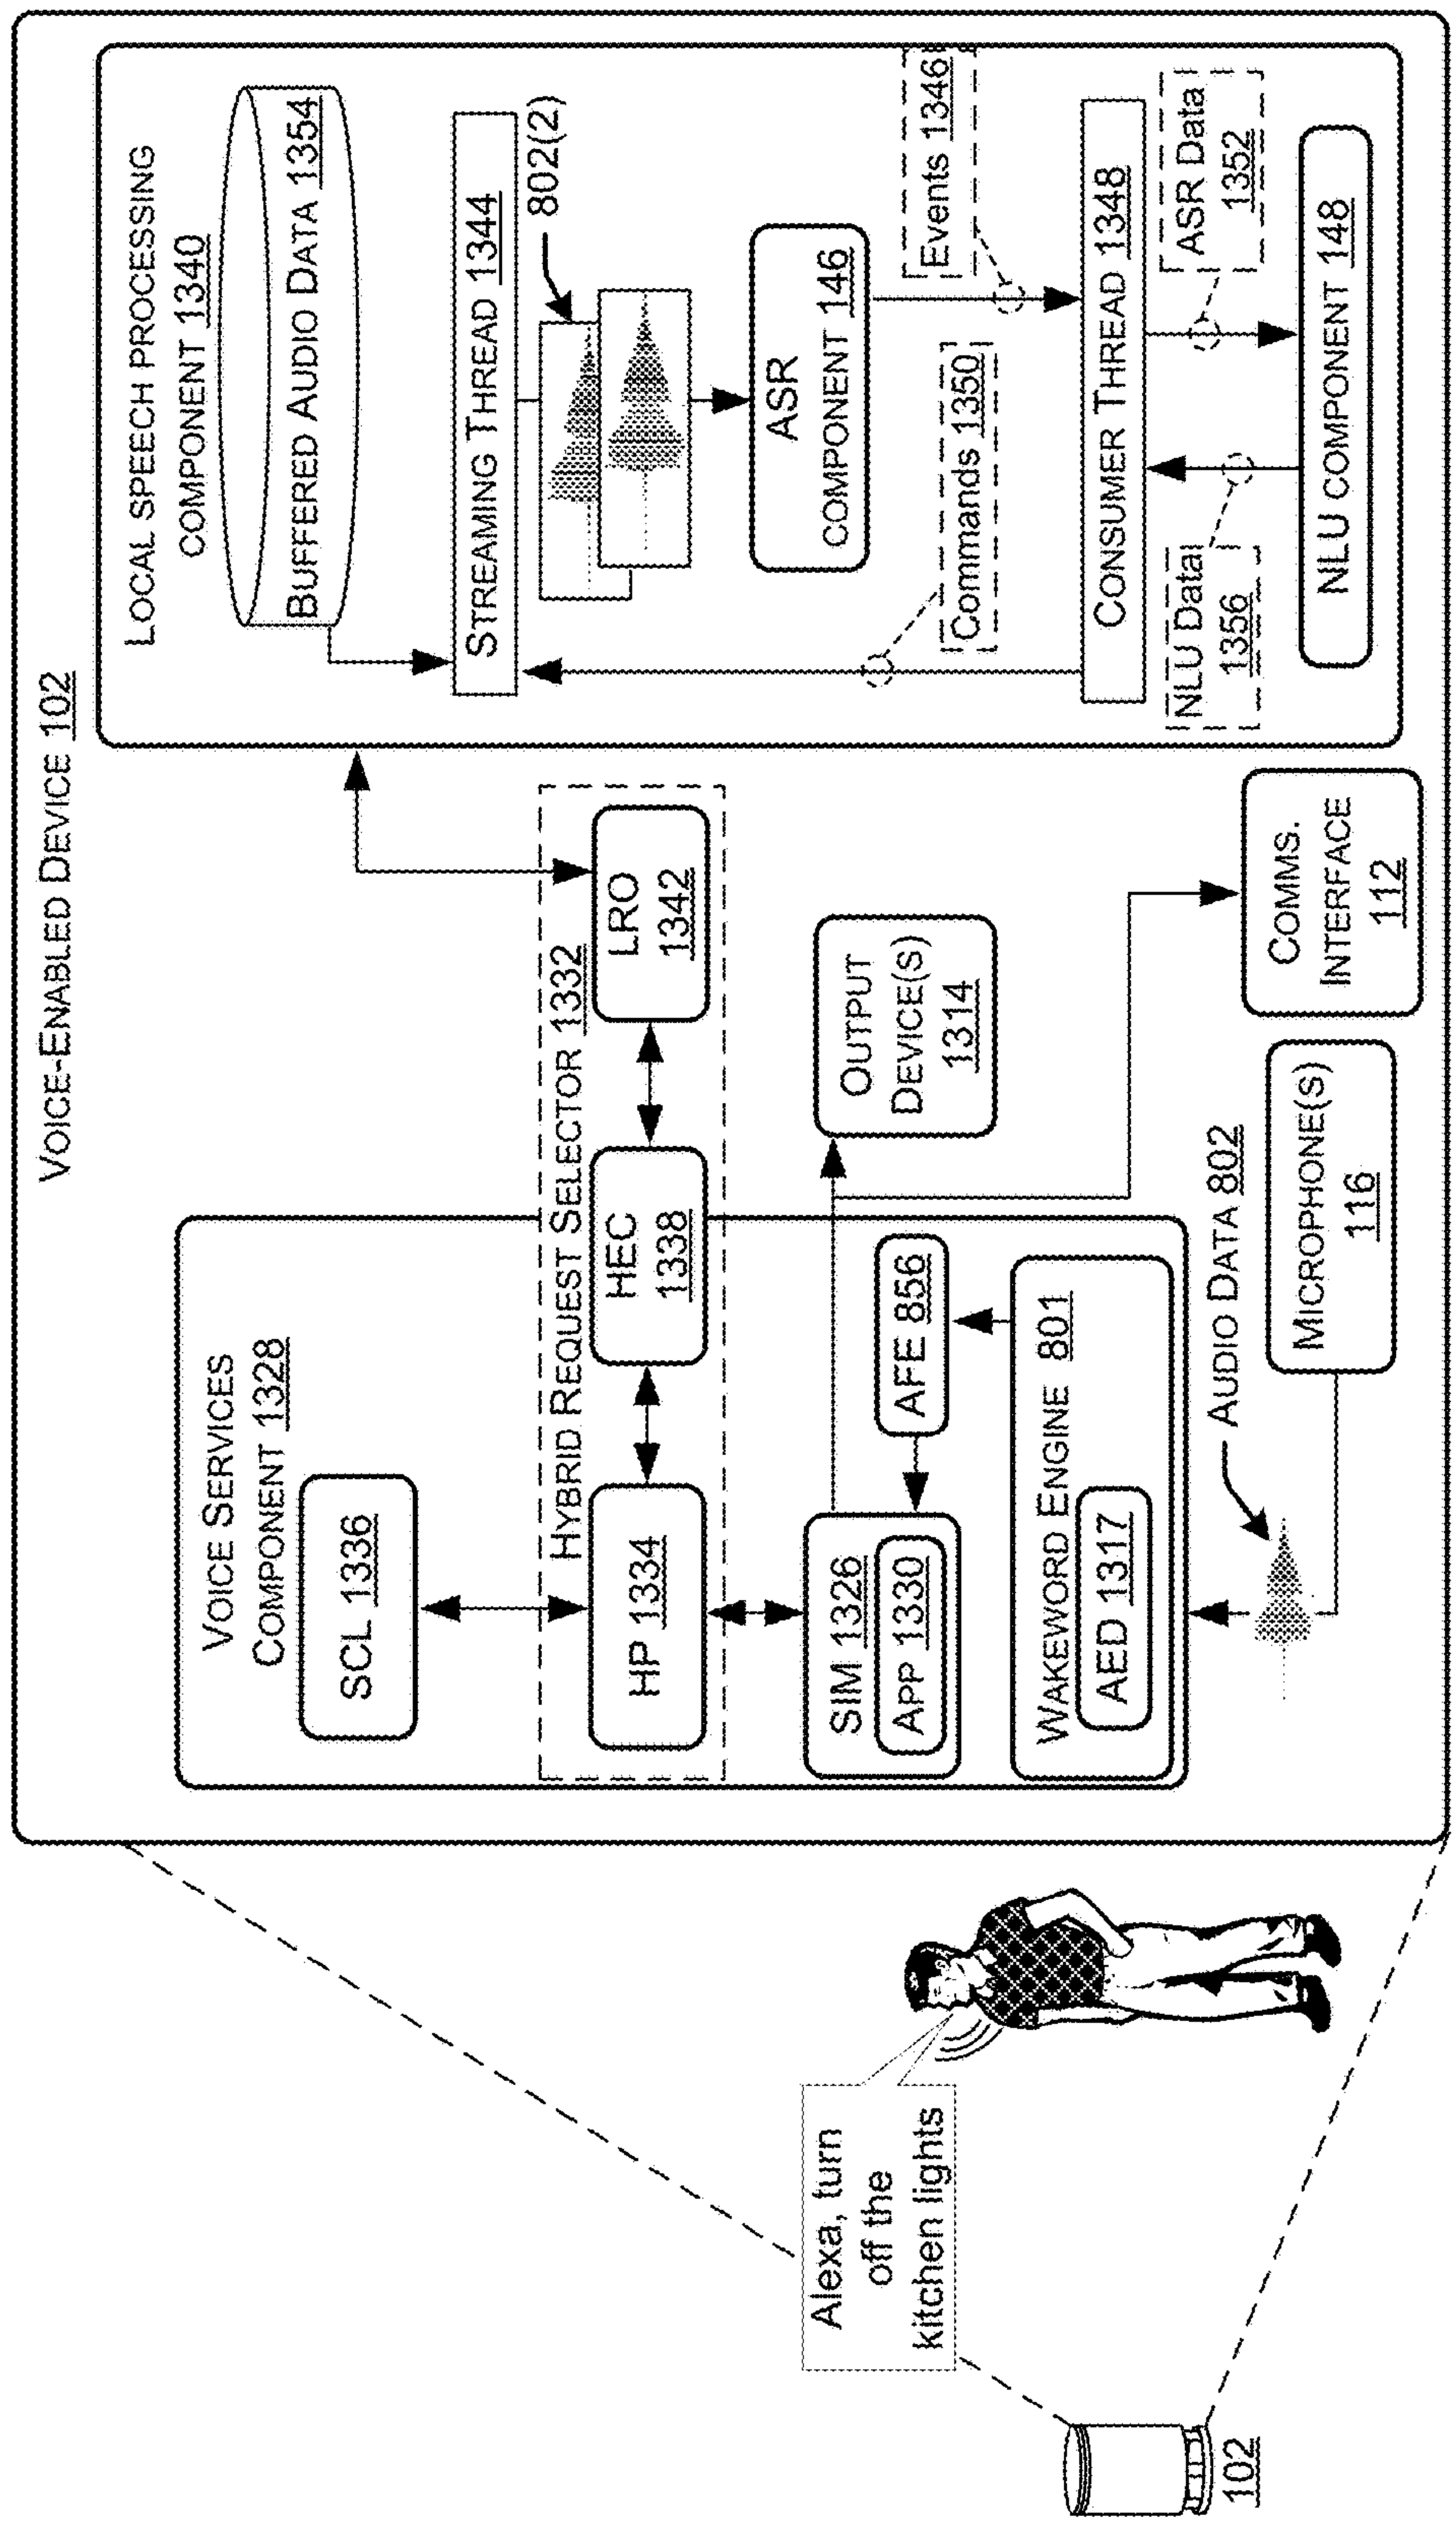 VOICE-ENABLED DEVICE 102
VOICE SERVICES
COMPONENT 1328
SCL 1336
HYBRID REQUEST SELECTOR 1332
HP 1334
HEC
1338
LRO
1342
SIM 1326
APP 1330
AFE 856
WAKEWORD ENGINE 801
AED 1317
OUTPUT
DEVICE(S)
1314
AUDIO DATA 802
MICROPHONE(S)
116
COMMS.
INTERFACE
112
LOCAL SPEECH PROCESSING
COMPONENT 1340
BUFFERED AUDIO DATA 1354
STREAMING THREAD 1344
802(2)
ASR
COMPONENT 146
Events 1346
Commands 1350
CONSUMER THREAD 1348
NLU Data
1356
ASR Data
1352
NLU COMPONENT 148
Alexa, turn
off the
kitchen lights
102